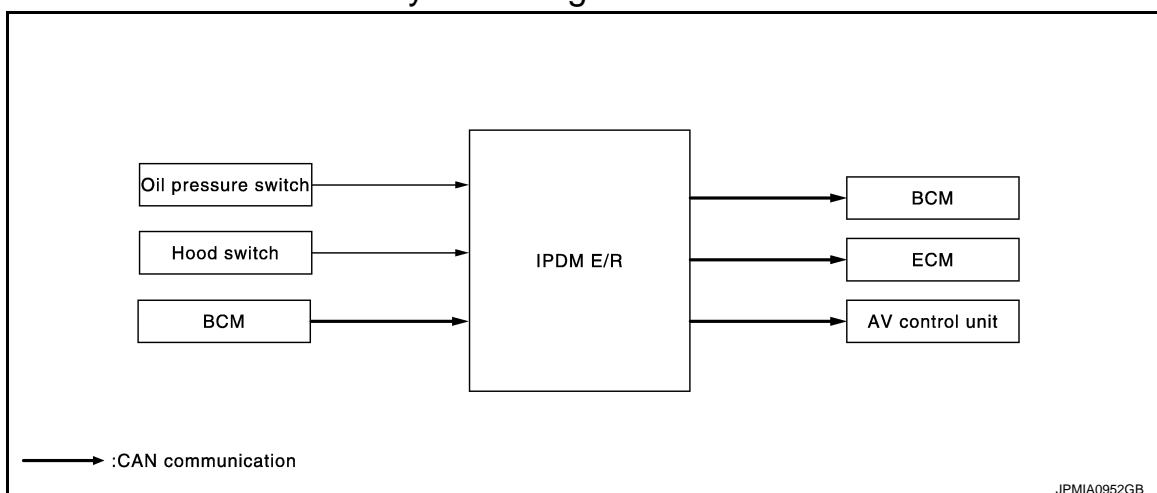 Oil pressure switch
Hood switch
BCM
IPDM E/R
BCM
ECM
AV control unit
:CAN communication
JPMIA0952GB